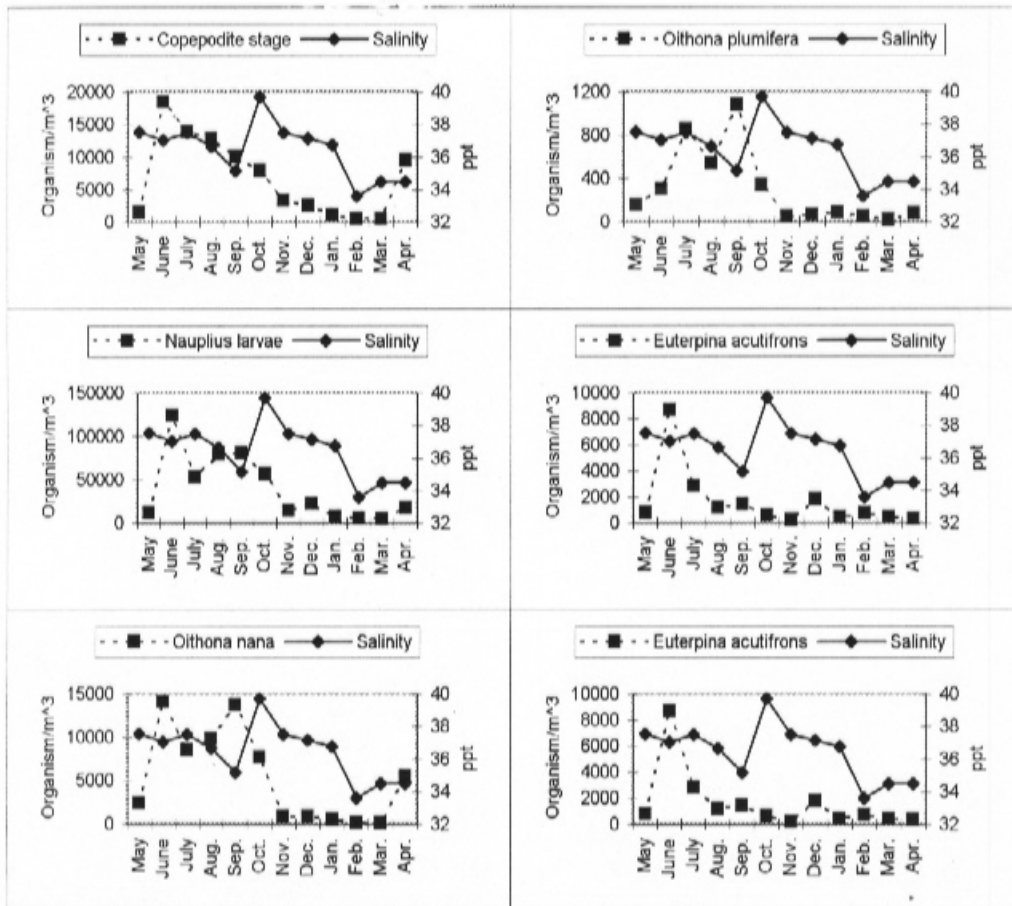 Copepodite stage Salinity
Organism/m^3
20000
15000
10000
5000
0
40
38
36
34
32
ppt
May June July Aug. Sep. Oct. Nov. Dec. Jan. Feb. Mar. Apr.
Oithona plumifera Salinity
Organism/m^3
1200
800
400
0
40
38
36
34
32
ppt
May June July Aug. Sep. Oct. Nov. Dec. Jan. Feb. Mar. Apr.
Nauplius larvae Salinity
Organism/m^3
150000
100000
50000
0
40
38
36
34
32
ppt
May June July Aug. Sep. Oct. Nov. Dec. Jan. Feb. Mar. Apr.
Euterpina acutifrons Salinity
Organism/m^3
10000
8000
6000
4000
2000
0
40
38
36
34
32
ppt
May June July Aug. Sep. Oct. Nov. Dec. Jan. Feb. Mar. Apr.
Oithona nana Salinity
Organism/m^3
15000
10000
5000
0
40
38
36
34
32
ppt
May June July Aug. Sep. Oct. Nov. Dec. Jan. Feb. Mar. Apr.
Euterpina acutifrons Salinity
Organism/m^3
10000
8000
6000
4000
2000
0
40
38
36
34
32
ppt
May June July Aug. Sep. Oct. Nov. Dec. Jan. Feb. Mar. Apr.